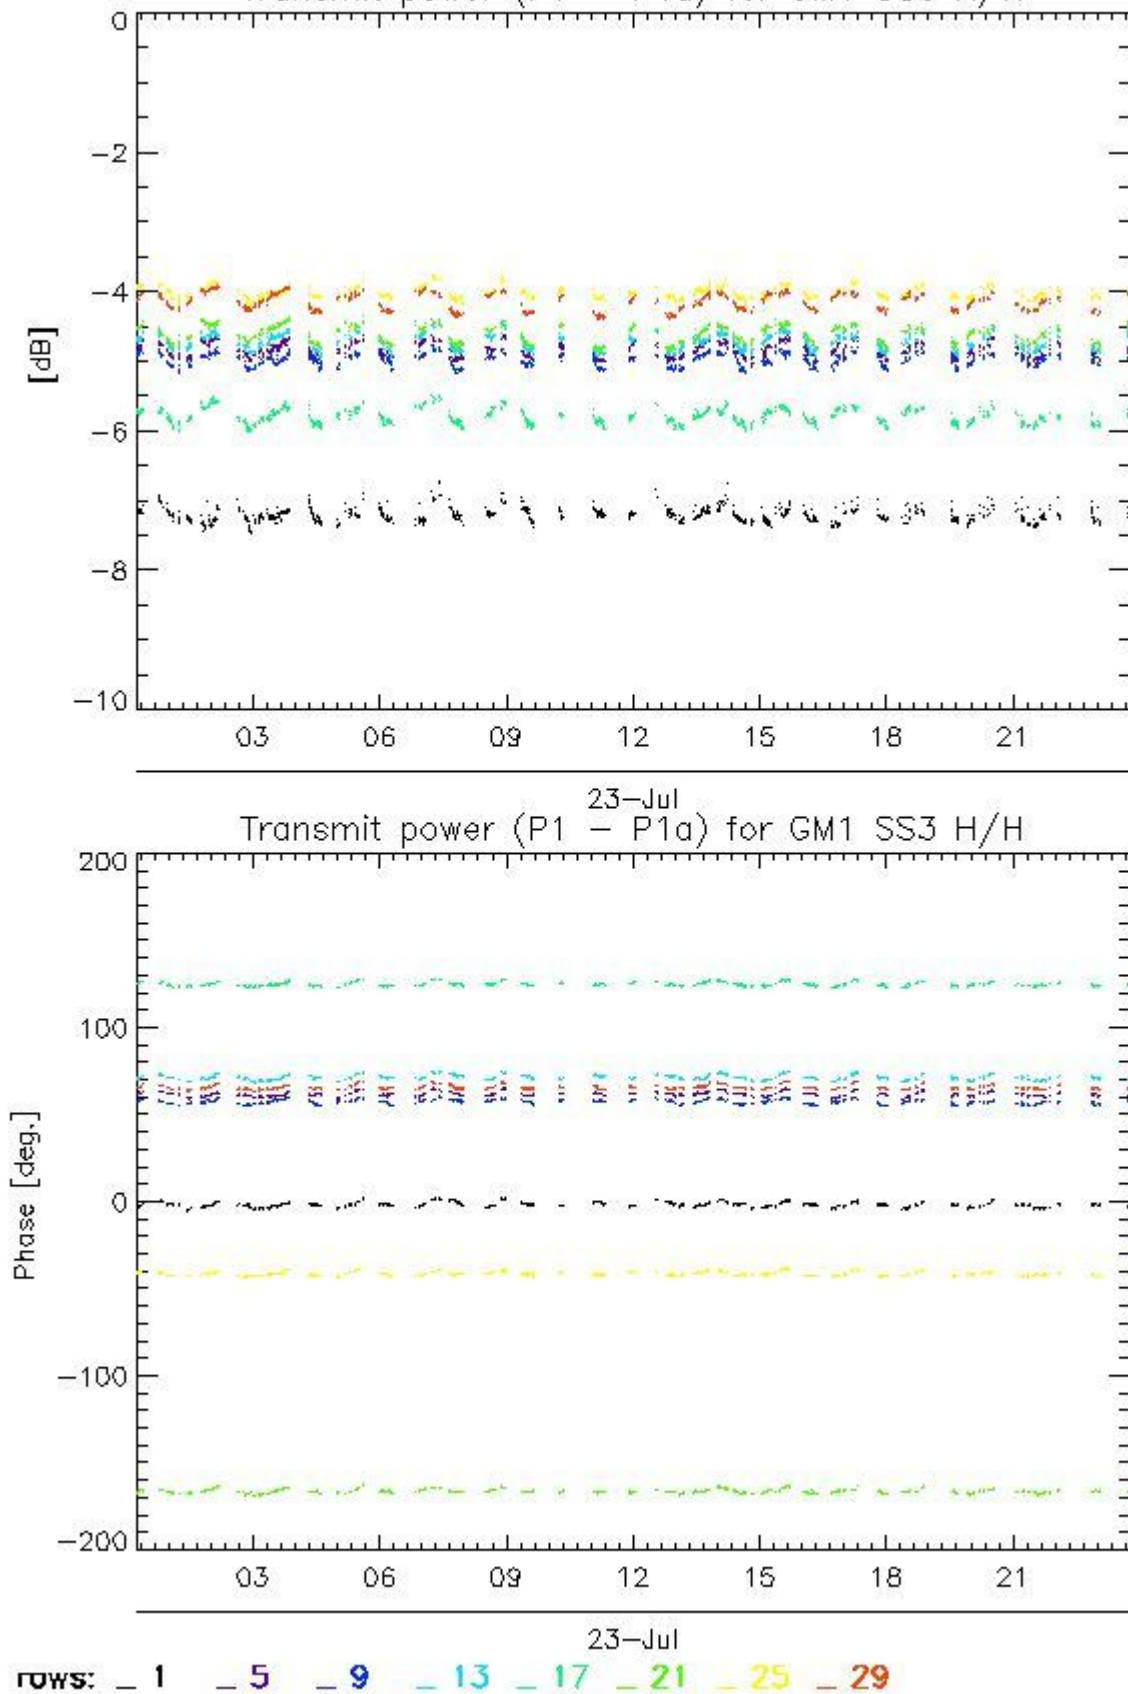 0
−2
−4
[dB]
−6
−8
−10
03 06 09 12 15 18 21
23−Jul
Transmit power (P1 − P1a) for GM1 SS3 H/H
200
100
0
Phase [deg.]
−100
−200
03 06 09 12 15 18 21
23−Jul
rows: _ 1 _ 5 _ 9 _ 13 _ 17 _ 21 _ 25 _ 29